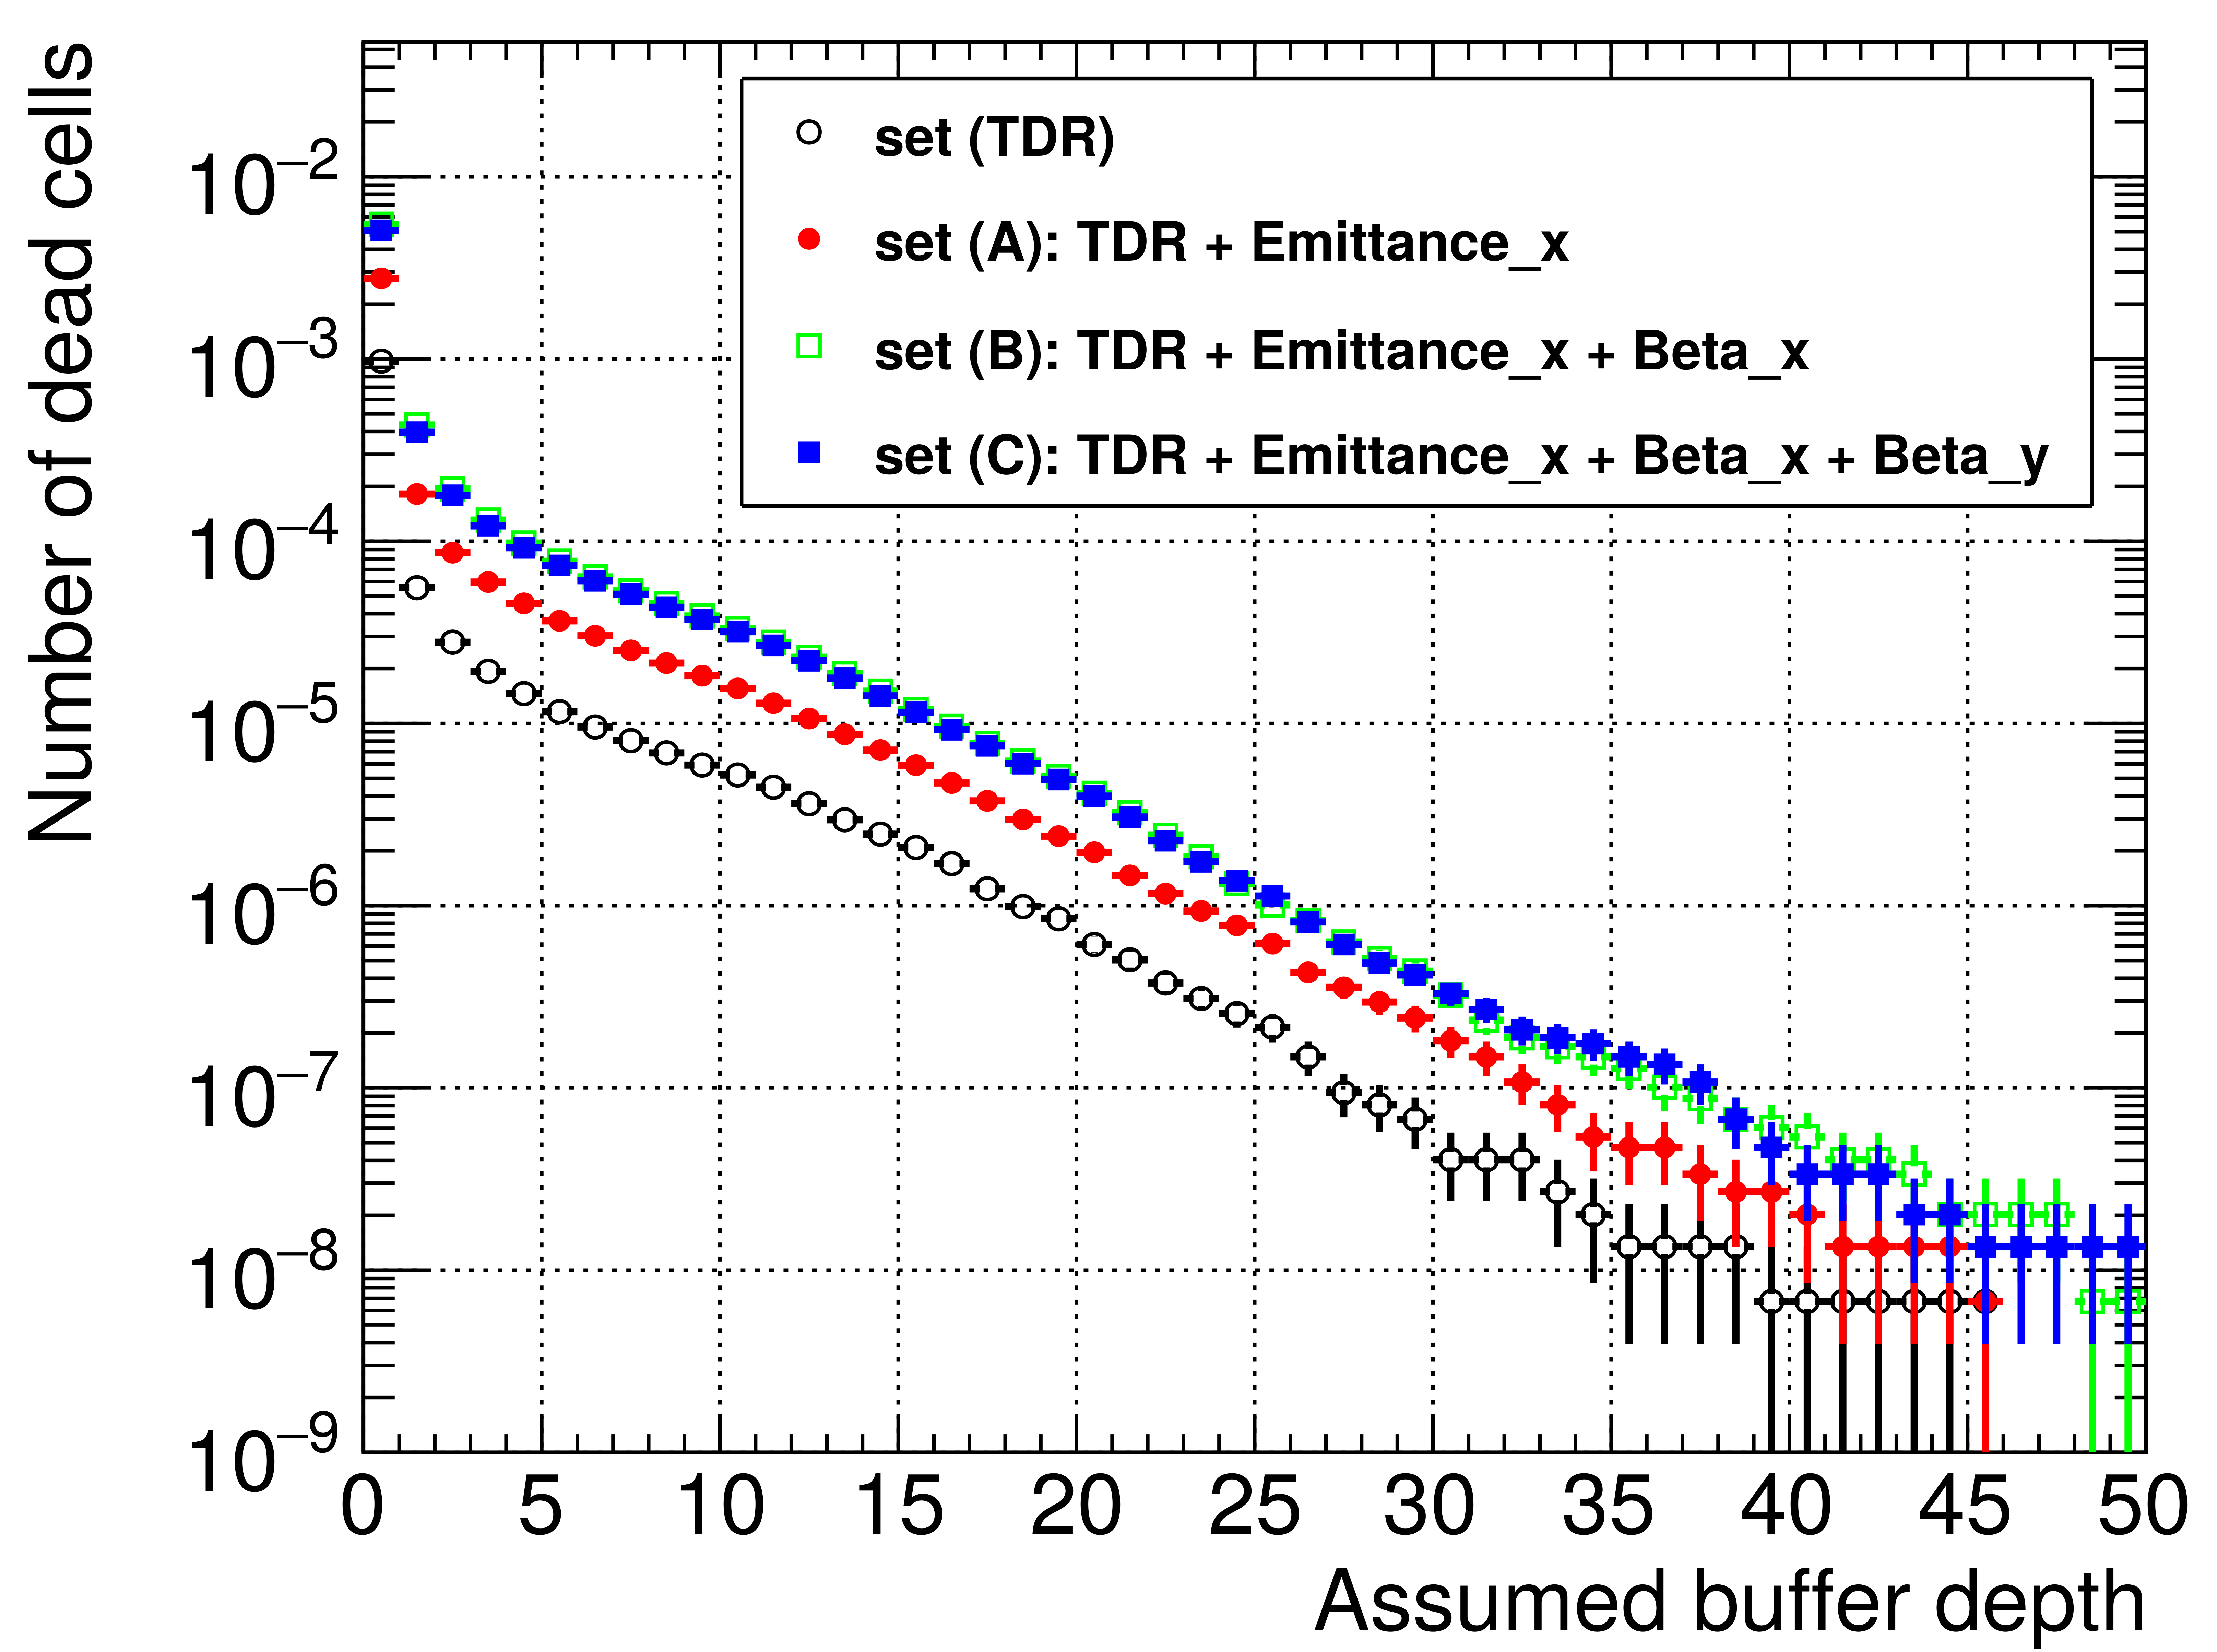 Number of dead cells
10−2
10−3
10−4
10−5
10−6
10−7
10−8
10−9
set (TDR)
set (A): TDR + Emittance_x
set (B): TDR + Emittance_x + Beta_x
set (C): TDR + Emittance_x + Beta_x + Beta_y
0 5 10 15 20 25 30 35 40 45 50
Assumed buffer depth